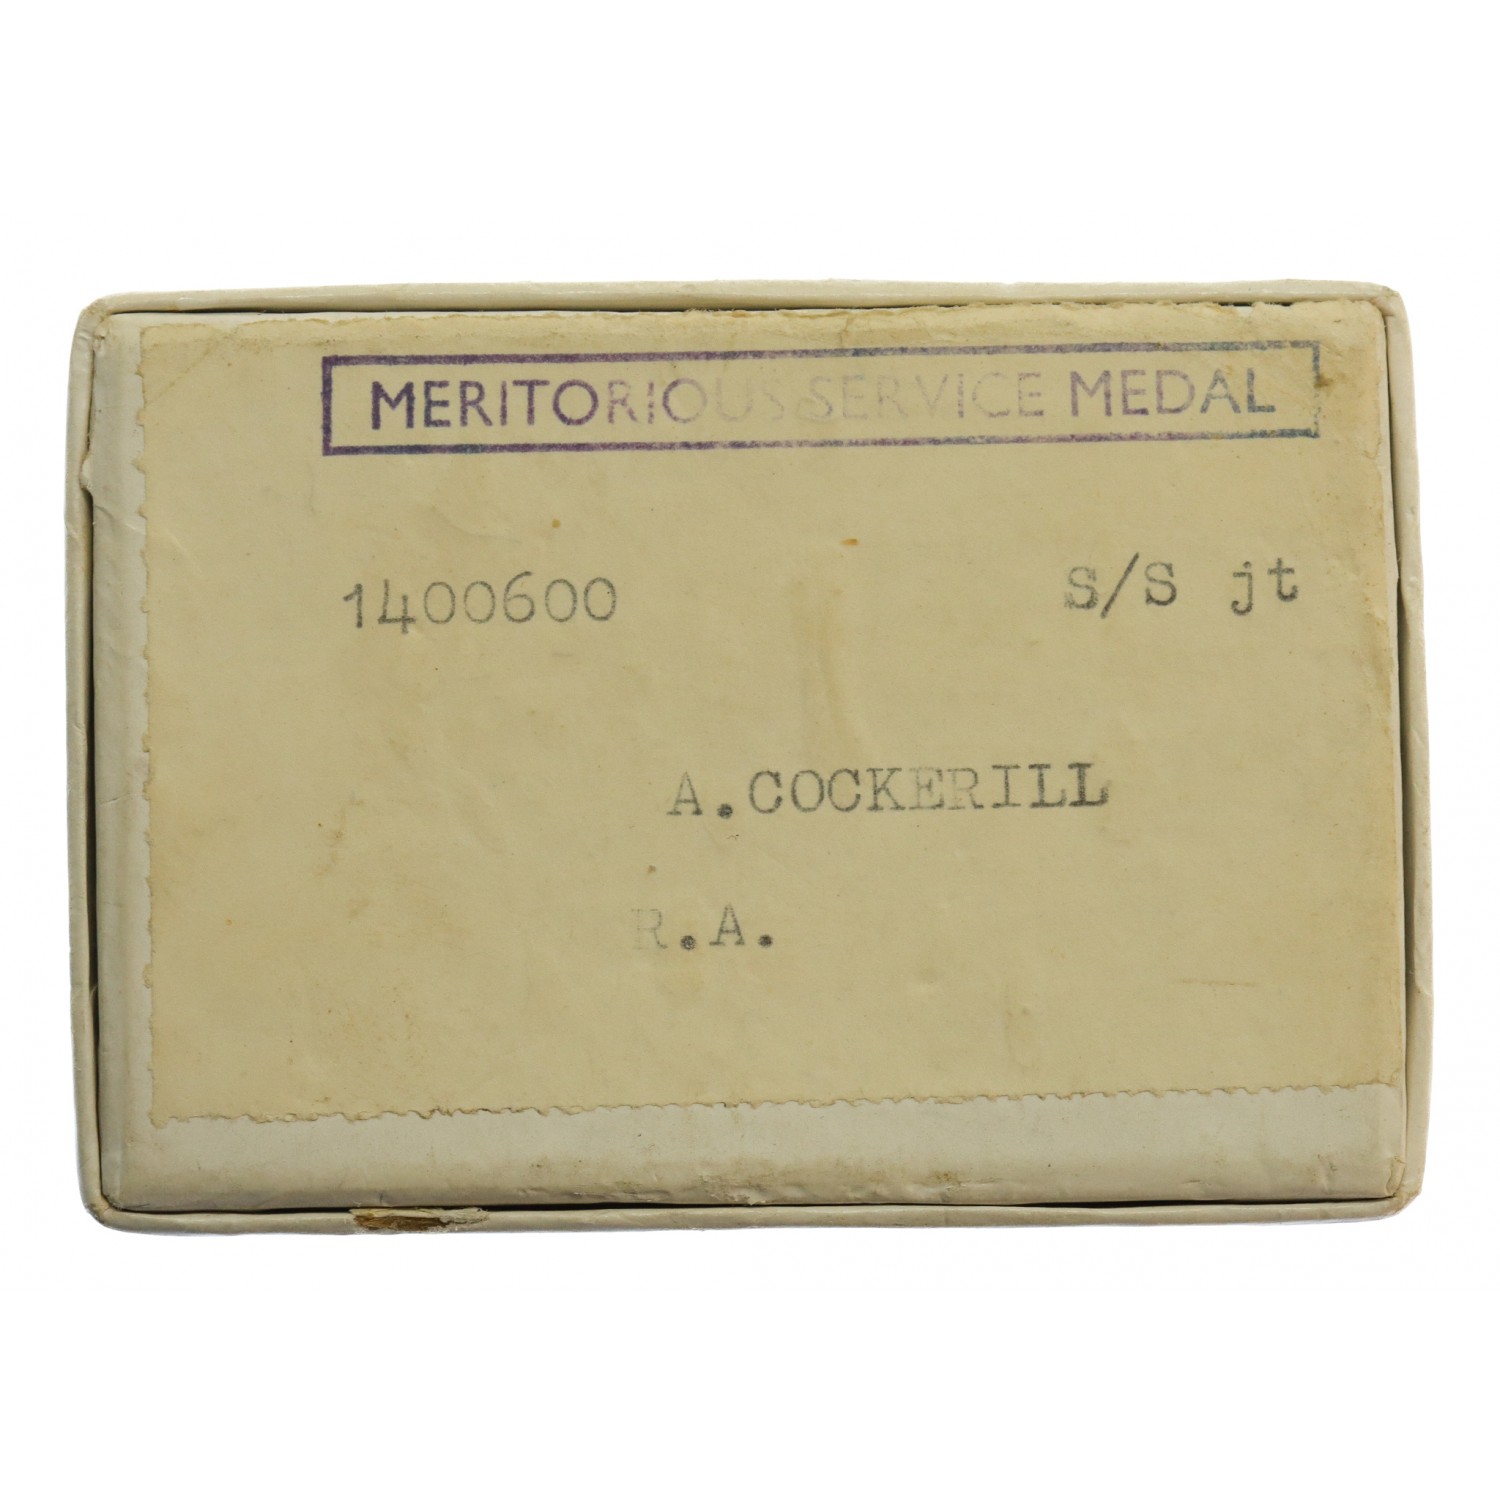 MERITORIOUS SERVICE MEDAL
1400600 S/S jt
A.COCKERILL
R.A.